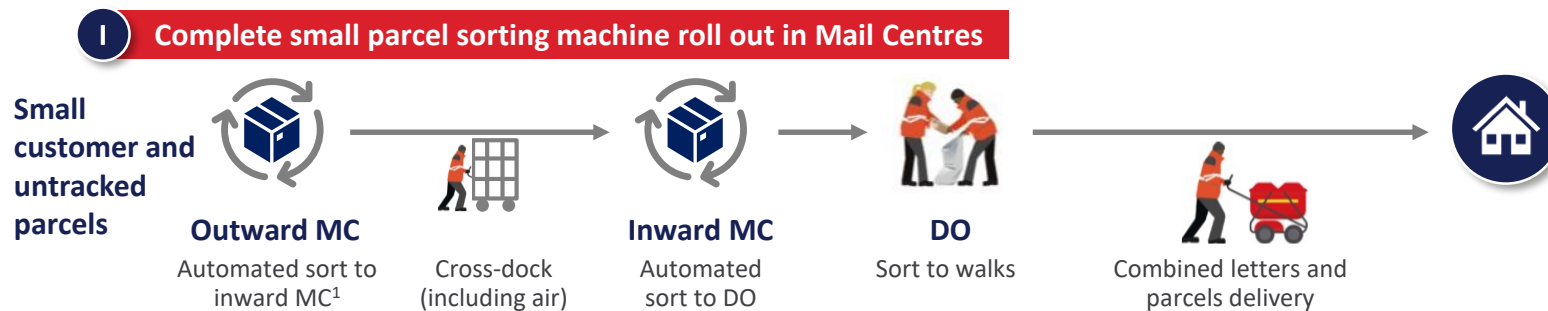 I
Complete small parcel sorting machine roll out in Mail Centres
Small
customer and
untracked
parcels
Outward MC
Automated sort to
inward MC¹
Cross-dock
(including air)
Inward MC
Automated
sort to DO
DO
Sort to walks
Combined letters and
parcels delivery